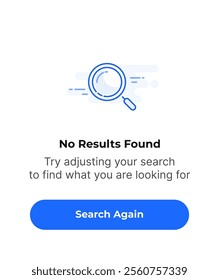 No Results Found
Try adjusting your search
to find what you are looking for
Search Again
shutterstock.com · 2560757339